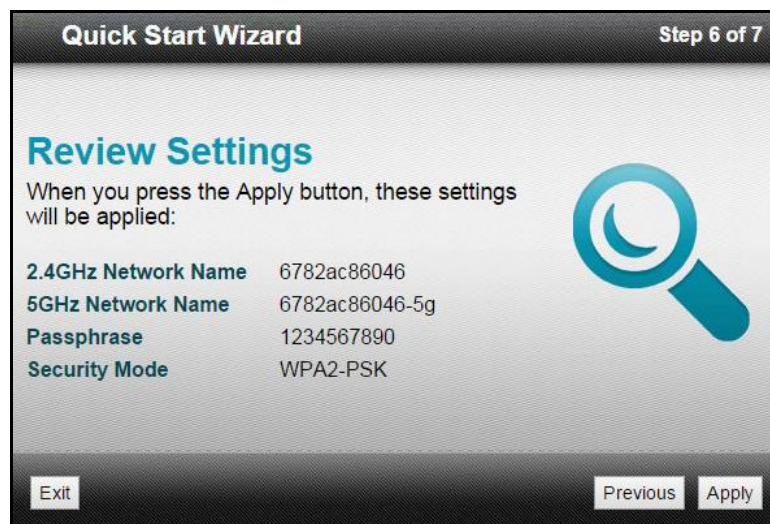 Quick Start Wizard
Step 6 of 7
Review Settings
When you press the Apply button, these settings
will be applied:
2.4GHz Network Name 6782ac86046
5GHz Network Name 6782ac86046-5g
Passphrase 1234567890
Security Mode WPA2-PSK
Exit
Previous
Apply